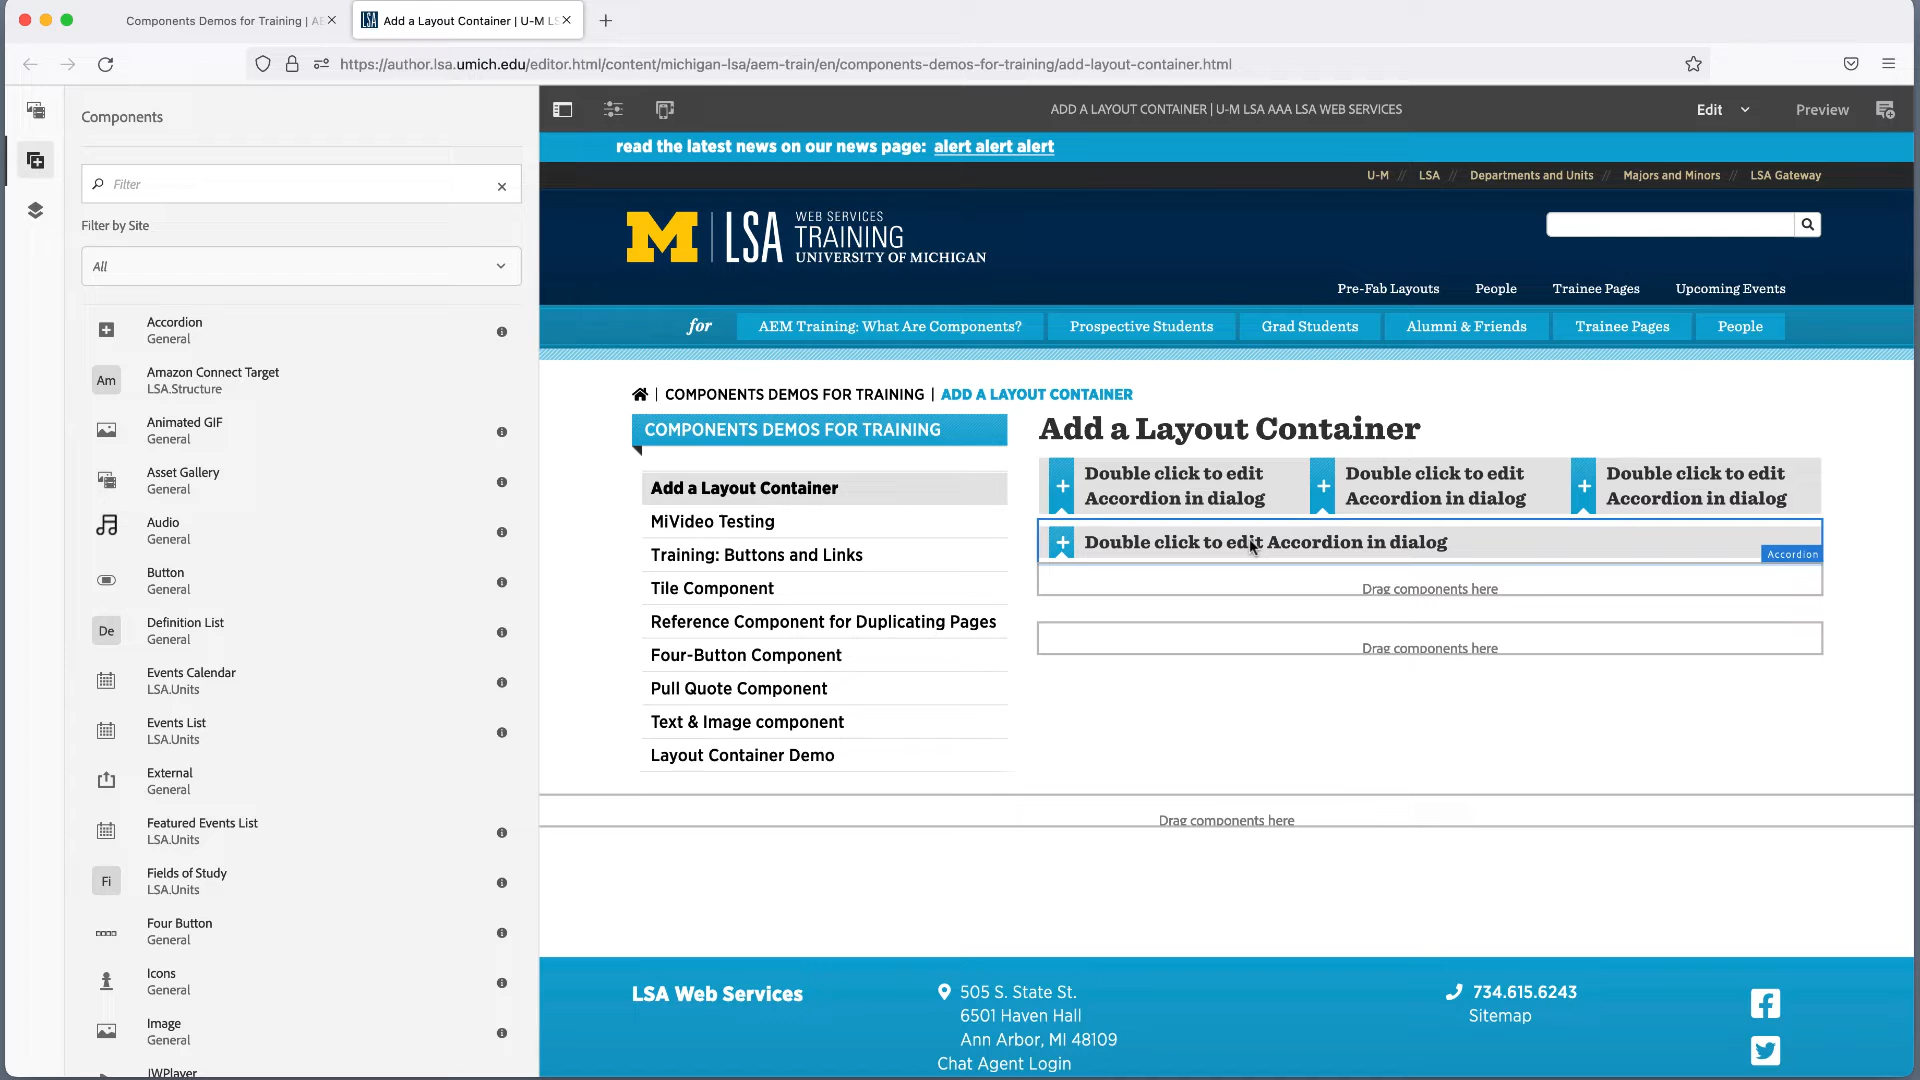 Components Demos for Training | AE
Add a Layout Container | U-M LS
https://author.lsa.umich.edu/editor.html/content/michigan-lsa/aem-train/en/components-demos-for-training/add-layout-container.html
Components
Filter
Filter by Site
All
Accordion
General
Am
Amazon Connect Target
LSA.Structure
Animated GIF
General
Asset Gallery
General
Audio
General
Button
General
De
Definition List
General
Events Calendar
LSA.Units
Events List
LSA.Units
External
General
Featured Events List
LSA.Units
Fi
Fields of Study
LSA.Units
Four Button
General
Icons
General
Image
General
JWPlayer
ADD A LAYOUT CONTAINER | U-M LSA AAA LSA WEB SERVICES
Edit
Preview
read the latest news on our news page: alert alert alert
U-M // LSA // Departments and Units // Majors and Minors // LSA Gateway
M LSA WEB SERVICES
TRAINING
UNIVERSITY OF MICHIGAN
Pre-Fab Layouts People Trainee Pages Upcoming Events
for AEM Training: What Are Components? Prospective Students Grad Students Alumni & Friends Trainee Pages People
| COMPONENTS DEMOS FOR TRAINING | ADD A LAYOUT CONTAINER
COMPONENTS DEMOS FOR TRAINING
Add a Layout Container
MiVideo Testing
Training: Buttons and Links
Tile Component
Reference Component for Duplicating Pages
Four-Button Component
Pull Quote Component
Text & Image component
Layout Container Demo
Add a Layout Container
Double click to edit
Accordion in dialog
Double click to edit
Accordion in dialog
Double click to edit
Accordion in dialog
Double click to edit Accordion in dialog
Accordion
Drag components here
Drag components here
Drag components here
LSA Web Services
505 S. State St.
6501 Haven Hall
Ann Arbor, MI 48109
Chat Agent Login
734.615.6243
Sitemap